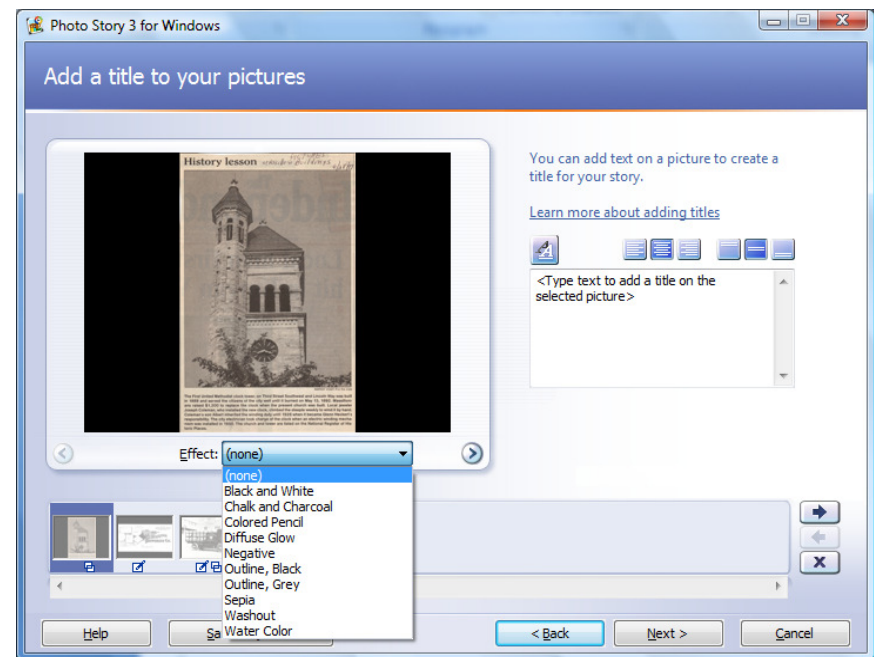 Photo Story 3 for Windows
Add a title to your pictures
History lesson
You can add text on a picture to create a
title for your story.
Learn more about adding titles
<Type text to add a title on the
selected picture>
Effect: (none)
(none)
Black and White
Chalk and Charcoal
Colored Pencil
Diffuse Glow
Negative
Outline, Black
Outline, Grey
Sepia
Washout
Water Color
Help
Sa
< Back
Next >
Cancel